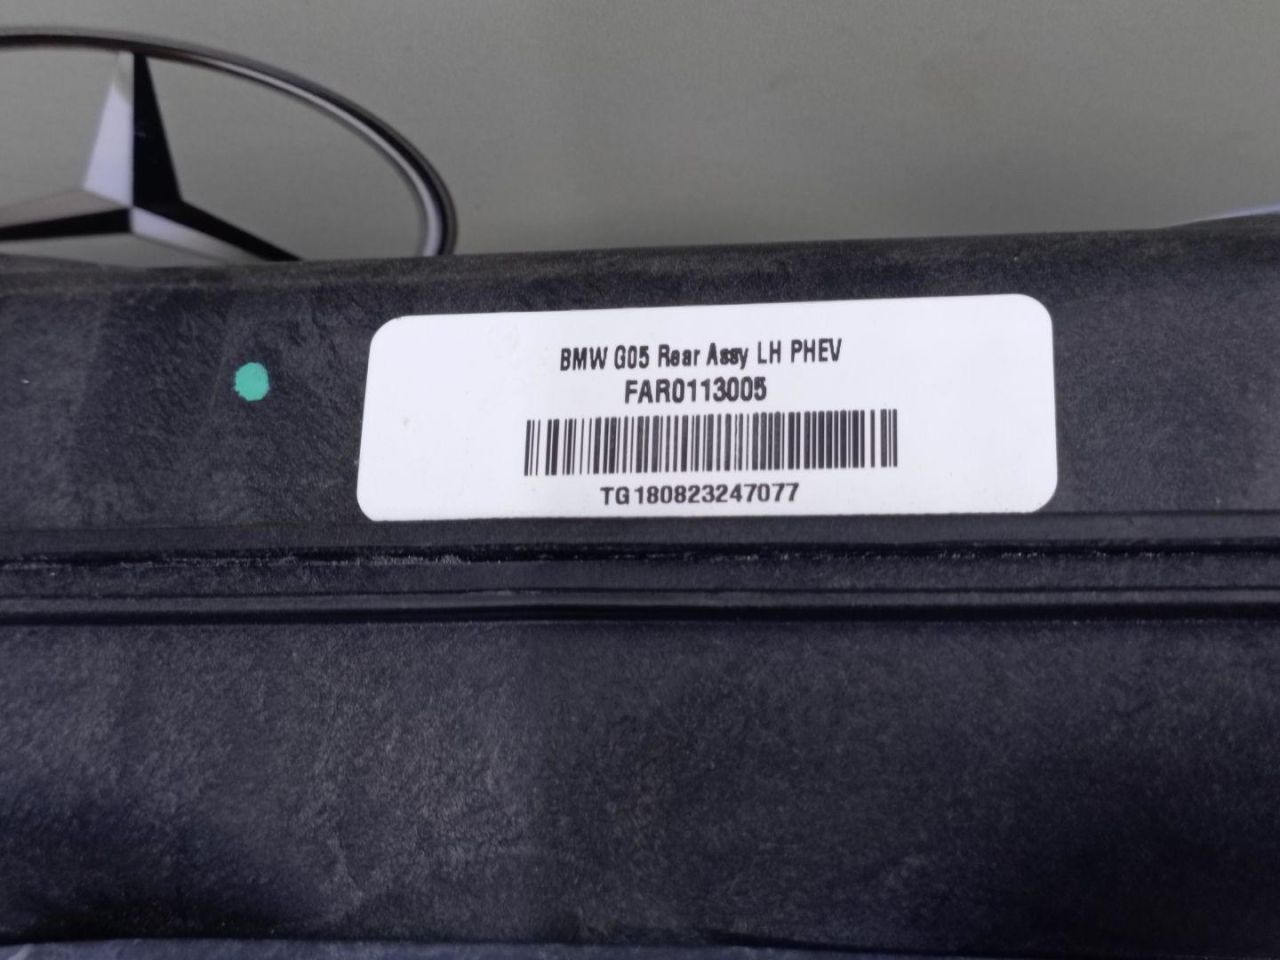 BMW G05 Rear Assy LH PHEV
FAR0113005
TG180823247077